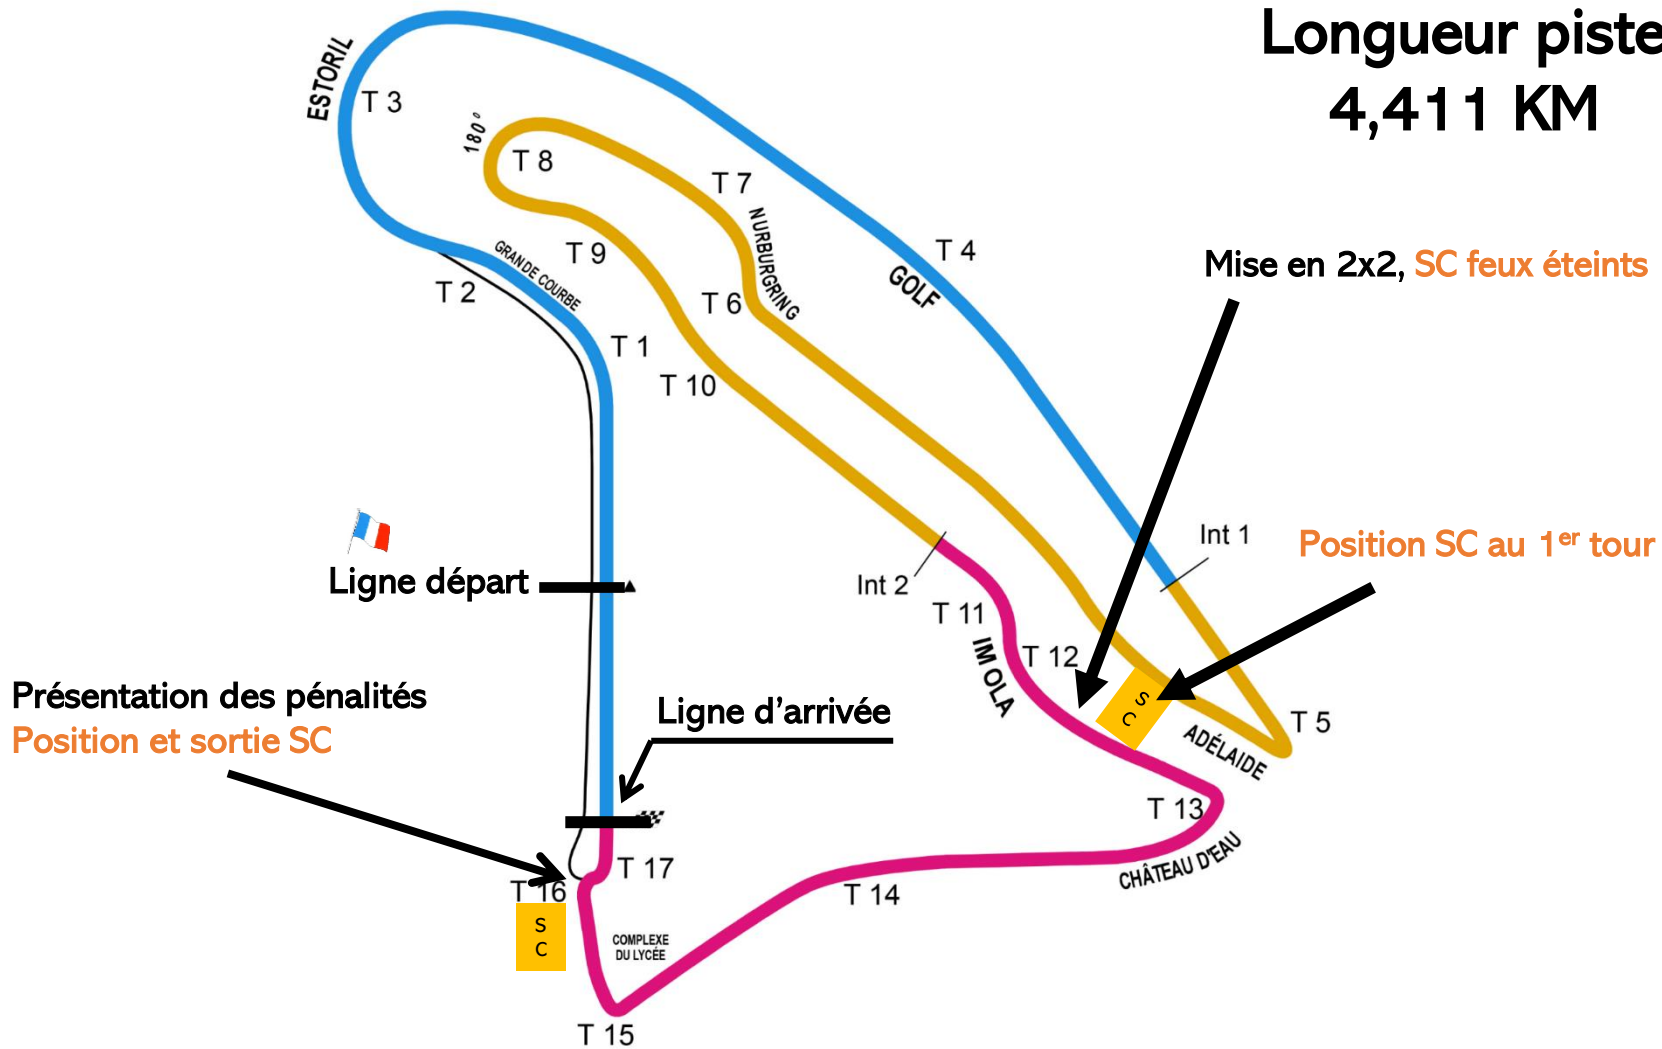 Longueur piste
4,411 KM
ESTORIL
T 3
180°
T 8
T 7
NURBURGRING
T 4
GOLF
T 9
GRANDE COURBE
T 2
T 6
T 1
T 10
Mise en 2x2, SC feux éteints
Int 1
Position SC au 1er tour
Ligne départ
Int 2
T 11
IMOLA
T 12
S
C
T 5
ADÉLAIDE
Présentation des pénalités
Position et sortie SC
Ligne d'arrivée
T 13
CHÂTEAU D'EAU
T 17
T 16
T 14
S
C
COMPLEXE
DU LYCÉE
T 15